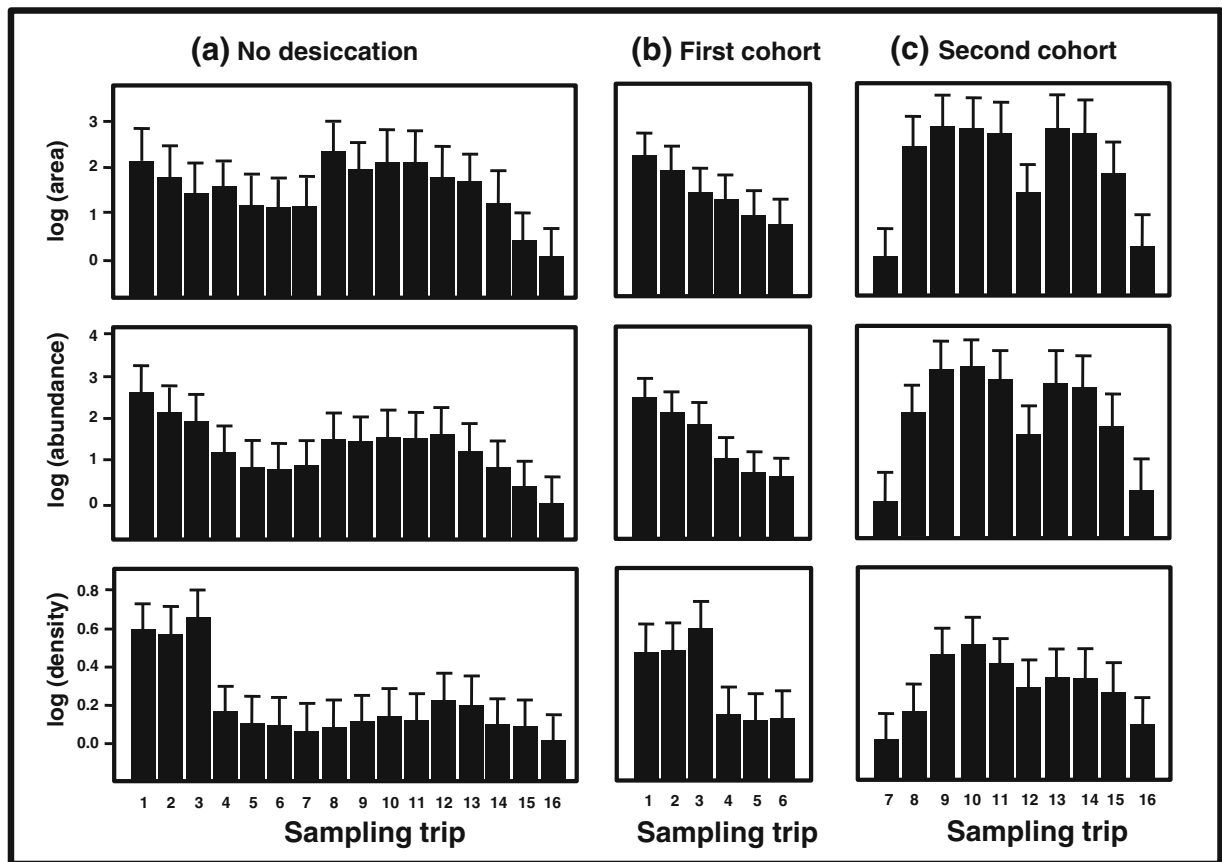 (a) No desiccation
(b) First cohort
(c) Second cohort
log (area)
3
2
1
0
log (abundance)
4
3
2
1
0
log (density)
0.8
0.6
0.4
0.2
0.0
1 2 3 4 5 6 7 8 9 10 11 12 13 14 15 16
1 2 3 4 5 6
7 8 9 10 11 12 13 14 15 16
Sampling trip
Sampling trip
Sampling trip